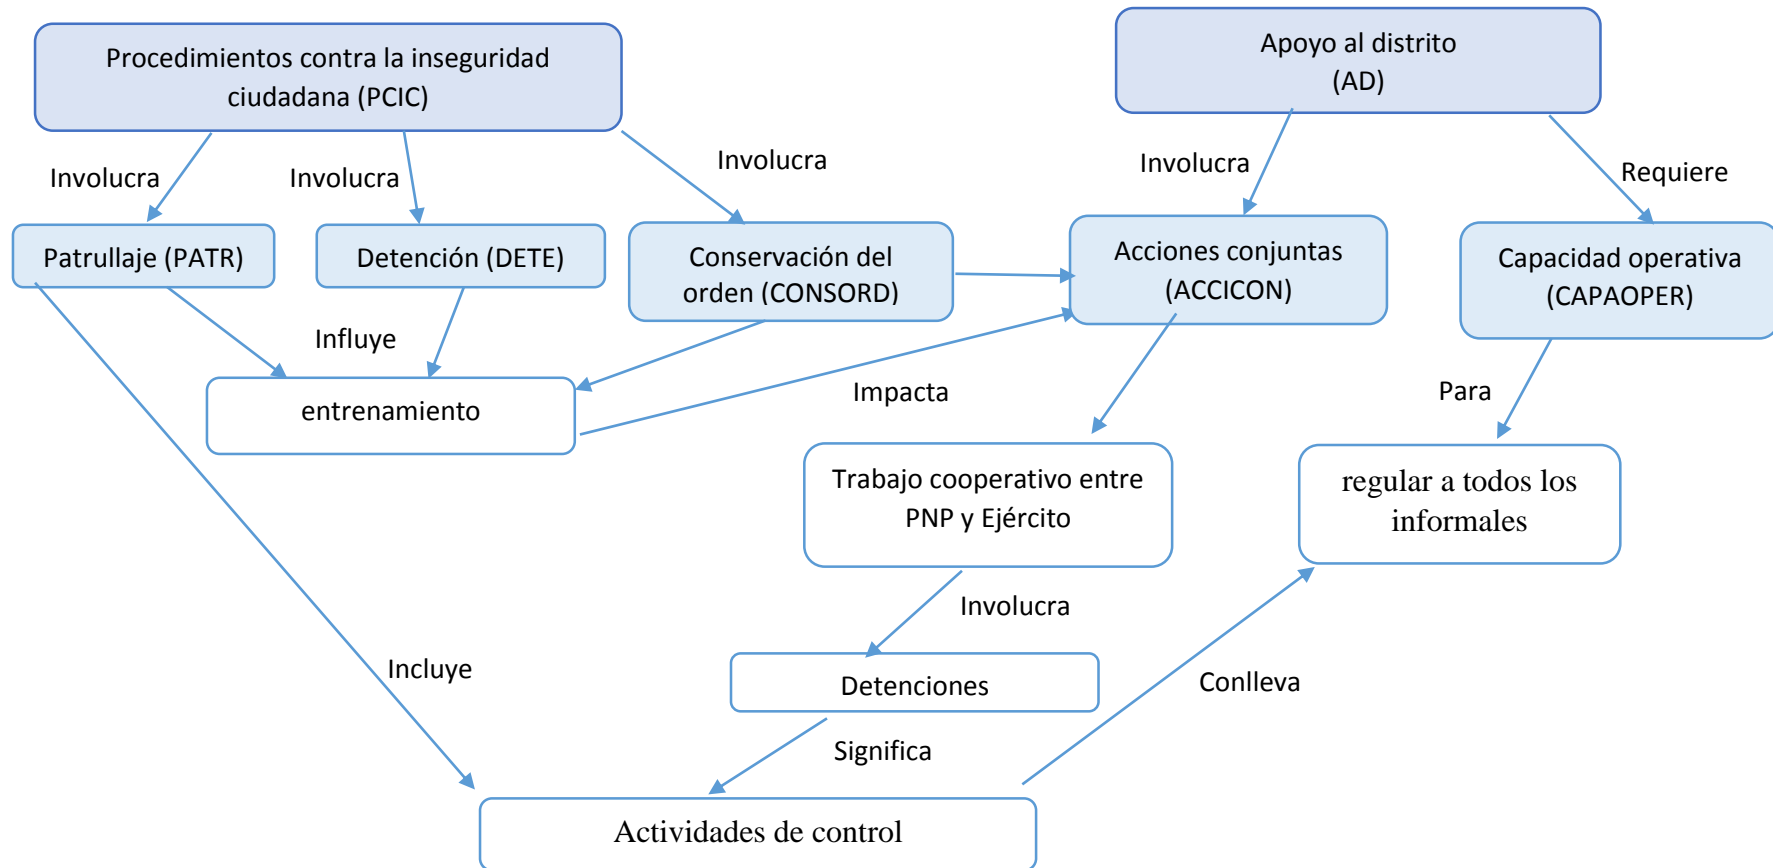 Procedimientos contra la inseguridad
ciudadana (PCIC)
Apoyo al distrito
(AD)
Involucra
Involucra
Involucra
Involucra
Requiere
Patrullaje (PATR)
Detención (DETE)
Conservación del
orden (CONSORD)
Acciones conjuntas
(ACCICON)
Capacidad operativa
(CAPAOPER)
Influye
entrenamiento
Impacta
Para
Trabajo cooperativo entre
PNP y Ejército
regular a todos los
informales
Involucra
Incluye
Detenciones
Conlleva
Significa
Actividades de control